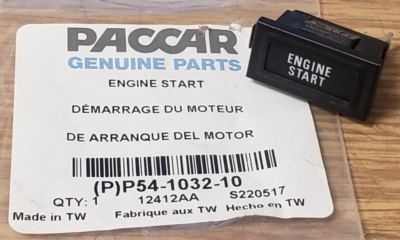 PACCAR
GENUINE PARTS
ENGINE START
DÉMARRAGE DU MOTEUR
DE ARRANQUE DEL MOTOR
(P)P54-1032-10
QTY: 1 12412AA S220517
Made in TW Fabrique aux TW Hecho en TW
ENGINE
START